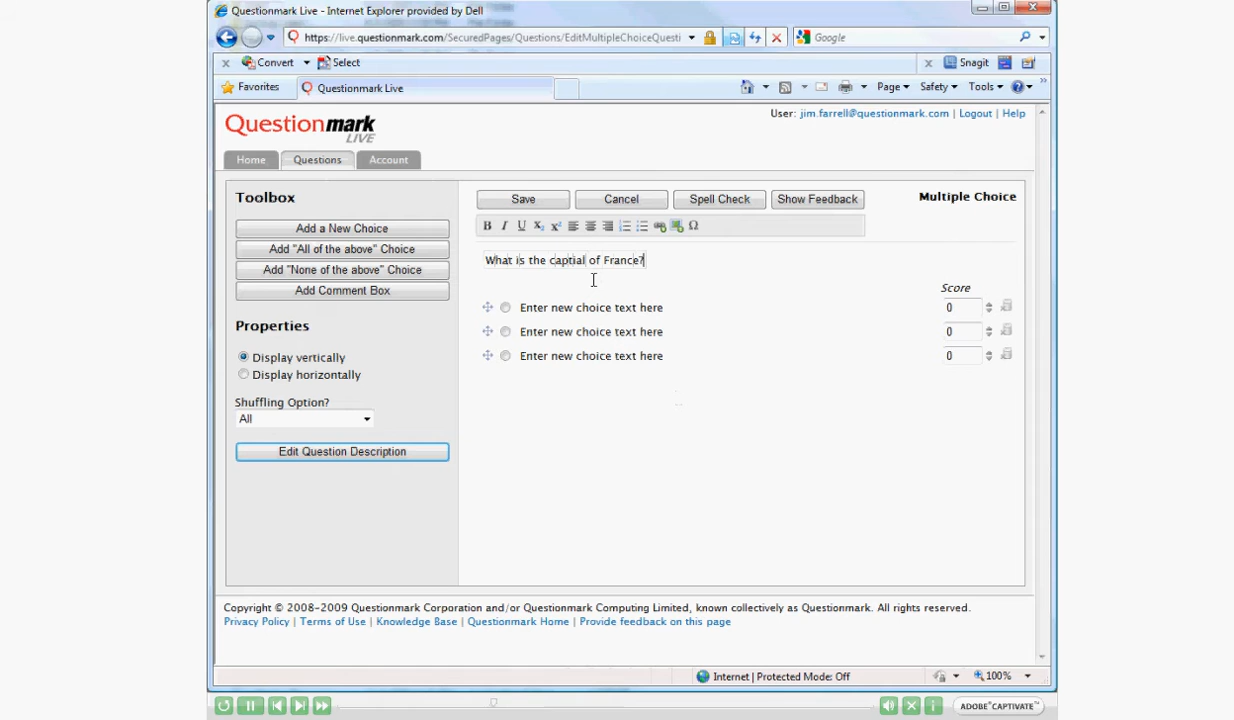 Questionmark Live - Internet Explorer provided by Dell
https://live.questionmark.com/SecuredPages/Questions/EditMultipleChoiceQuesti
Google
x Convert Select
x Snagit
Favorites Questionmark Live Page Safety Tools
User: jim.farrell@questionmark.com | Logout | Help
Questionmark
LIVE
Home Questions Account
Toolbox
Save Cancel Spell Check Show Feedback Multiple Choice
Add a New Choice
B I U X₂ X² Ω
Add "All of the above" Choice
What is the captial of France?
Add "None of the above" Choice
Add Comment Box
Score
Enter new choice text here 0
Properties
Enter new choice text here 0
Display vertically
Enter new choice text here 0
Display horizontally
Shuffling Option?
All
Edit Question Description
Copyright © 2008-2009 Questionmark Corporation and/or Questionmark Computing Limited, known collectively as Questionmark. All rights reserved.
Privacy Policy | Terms of Use | Knowledge Base | Questionmark Home | Provide feedback on this page
Internet | Protected Mode: Off 100%
ADOBE® CAPTIVATE™